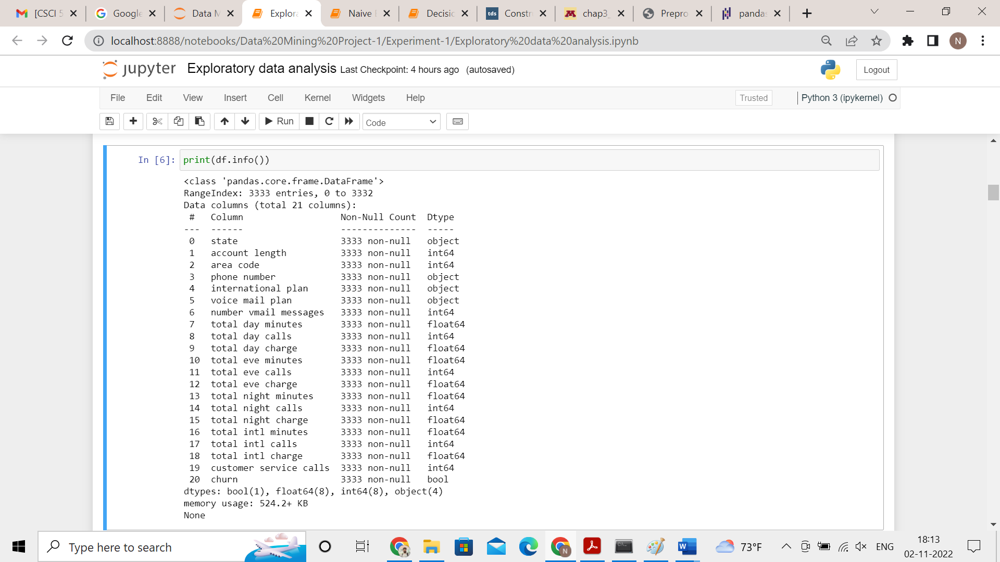 [CSCI 5
Google
Data M
Explora
Naive B
Decisio
tds Constr
chap3_
Prepro
pandas
localhost:8888/notebooks/Data%20Mining%20Project-1/Experiment-1/Exploratory%20data%20analysis.ipynb
N
jupyter Exploratory data analysis Last Checkpoint: 4 hours ago (autosaved)
Logout
File Edit View Insert Cell Kernel Widgets Help
Trusted
Python 3 (ipykernel)
Run
Code
In [6]: print(df.info())
<class 'pandas.core.frame.DataFrame'>
RangeIndex: 3333 entries, 0 to 3332
Data columns (total 21 columns):
 #   Column                  Non-Null Count  Dtype
---  ------                  --------------  -----
 0   state                   3333 non-null   object
 1   account length          3333 non-null   int64
 2   area code               3333 non-null   int64
 3   phone number            3333 non-null   object
 4   international plan      3333 non-null   object
 5   voice mail plan         3333 non-null   object
 6   number vmail messages   3333 non-null   int64
 7   total day minutes       3333 non-null   float64
 8   total day calls         3333 non-null   int64
 9   total day charge        3333 non-null   float64
 10  total eve minutes       3333 non-null   float64
 11  total eve calls         3333 non-null   int64
 12  total eve charge        3333 non-null   float64
 13  total night minutes     3333 non-null   float64
 14  total night calls       3333 non-null   int64
 15  total night charge      3333 non-null   float64
 16  total intl minutes      3333 non-null   float64
 17  total intl calls        3333 non-null   int64
 18  total intl charge       3333 non-null   float64
 19  customer service calls  3333 non-null   int64
 20  churn                   3333 non-null   bool
dtypes: bool(1), float64(8), int64(8), object(4)
memory usage: 524.2+ KB
None
Type here to search
N
W
73°F
ENG
18:13
02-11-2022